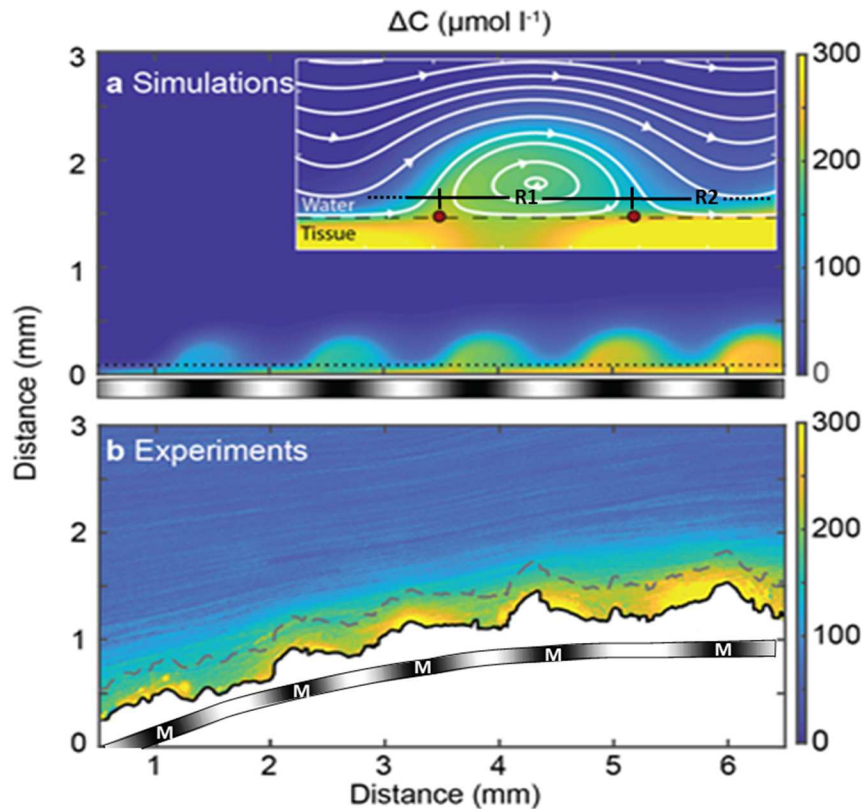 ΔC (µmol l⁻¹)
3
a Simulations
300
2
Water
R1
R2
Tissue
200
1
100
0
0
Distance (mm)
3
b Experiments
300
2
200
1
100
M
M
M
M
M
0
0
1
2
3
4
5
6
Distance (mm)